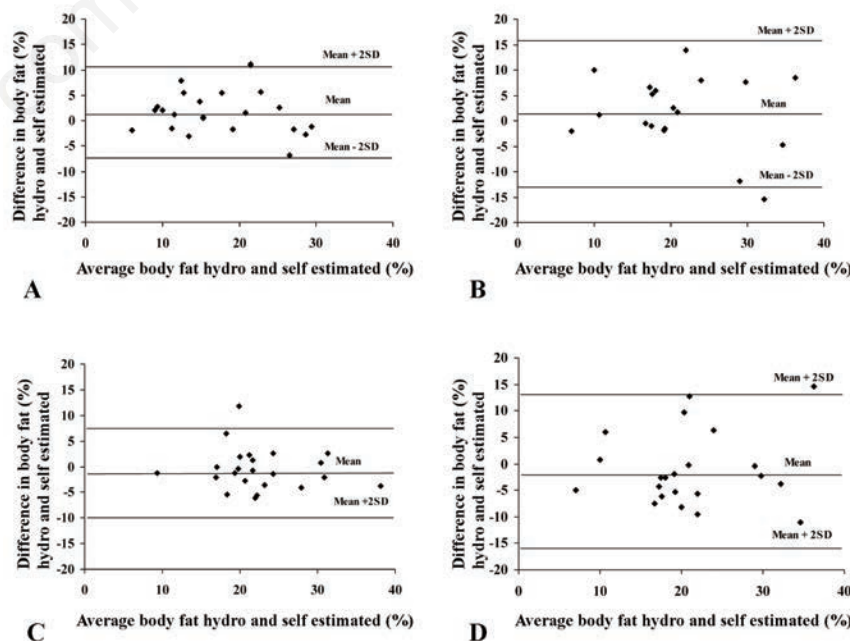 20
15
10
5
0
-5
-10
-15
-20
0 10 20 30 40
Mean + 2SD
Mean
Mean - 2SD
Difference in body fat (%)
hydro and self estimated
Average body fat hydro and self estimated (%)
A
20
15
10
5
0
-5
-10
-15
-20
0 10 20 30 40
Mean + 2SD
Mean
Mean - 2SD
Difference in body fat (%)
hydro and self estimated
Average body fat hydro and self estimated (%)
B
20
15
10
5
0
-5
-10
-15
-20
0 10 20 30 40
Mean
Mean +2SD
Difference in body fat (%)
hydro and self estimated
Average body fat hydro and self estimated (%)
C
20
15
10
5
0
-5
-10
-15
-20
0 10 20 30 40
Mean + 2SD
Mean
Mean + 2SD
Difference in body fat (%)
hydro and self estimated
Average body fat hydro and self estimated (%)
D